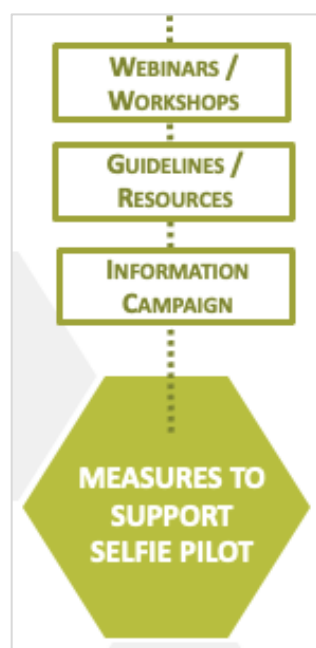 WEBINARS /
WORKSHOPS
GUIDELINES /
RESOURCES
INFORMATION
CAMPAIGN
MEASURES TO
SUPPORT
SELFIE PILOT